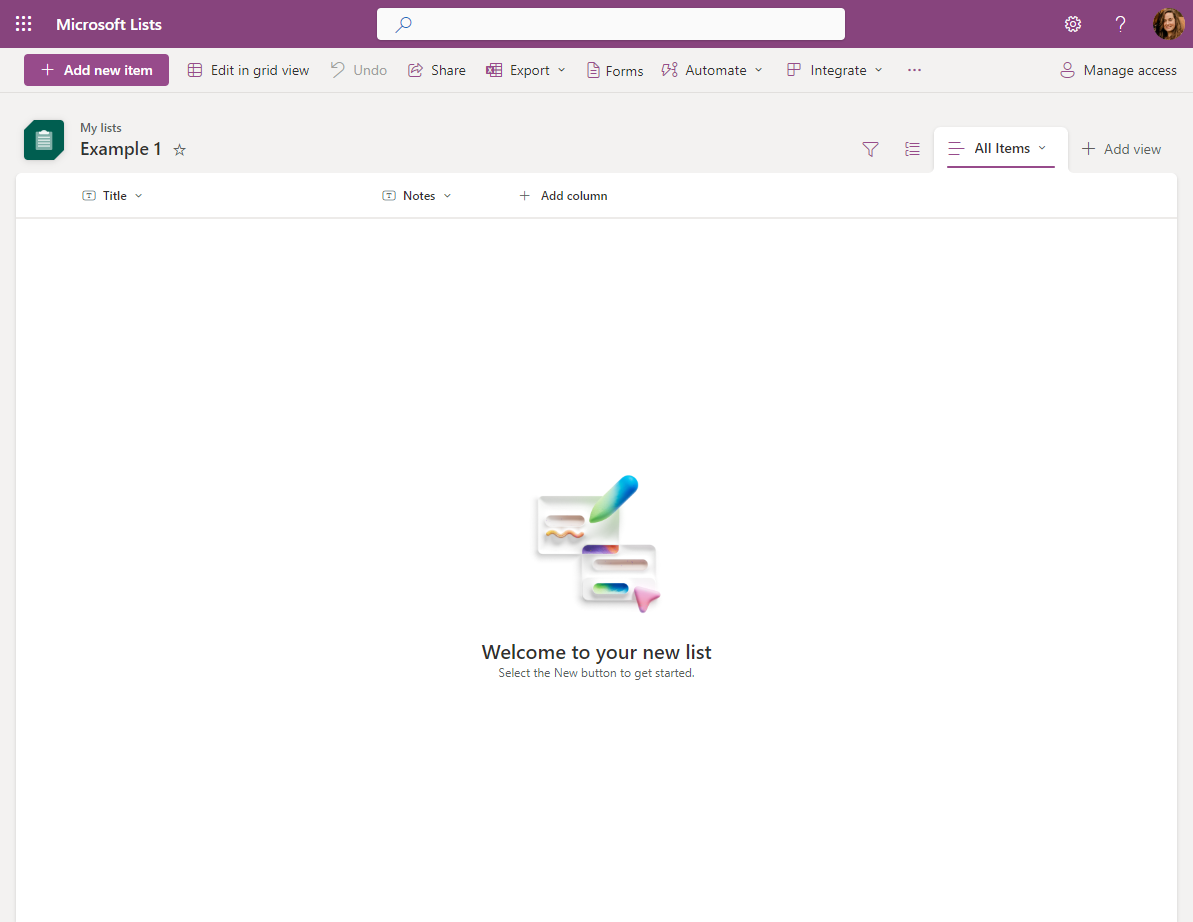 Microsoft Lists
Add new item Edit in grid view Undo Share Export Forms Automate Integrate ... Manage access
My lists
Example 1
All Items Add view
Title Notes Add column
Welcome to your new list
Select the New button to get started.